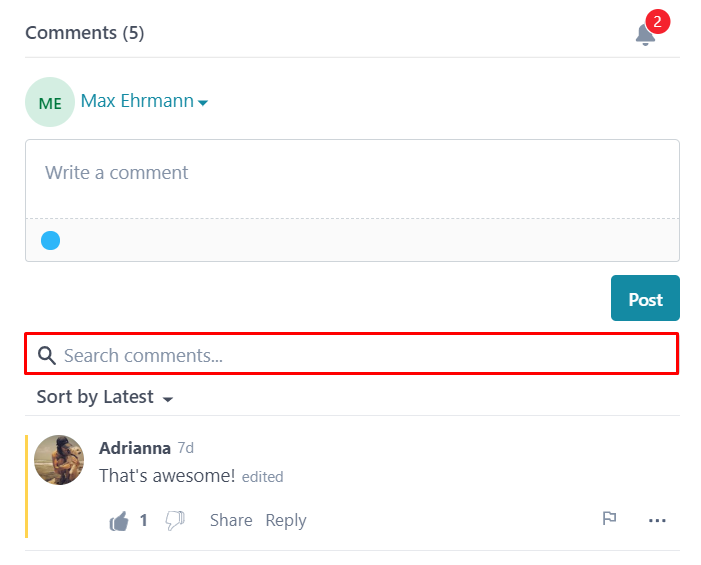 Comments (5)
2
ME Max Ehrmann
Write a comment
Post
Search comments...
Sort by Latest
Adrianna 7d
That's awesome! edited
1 Share Reply